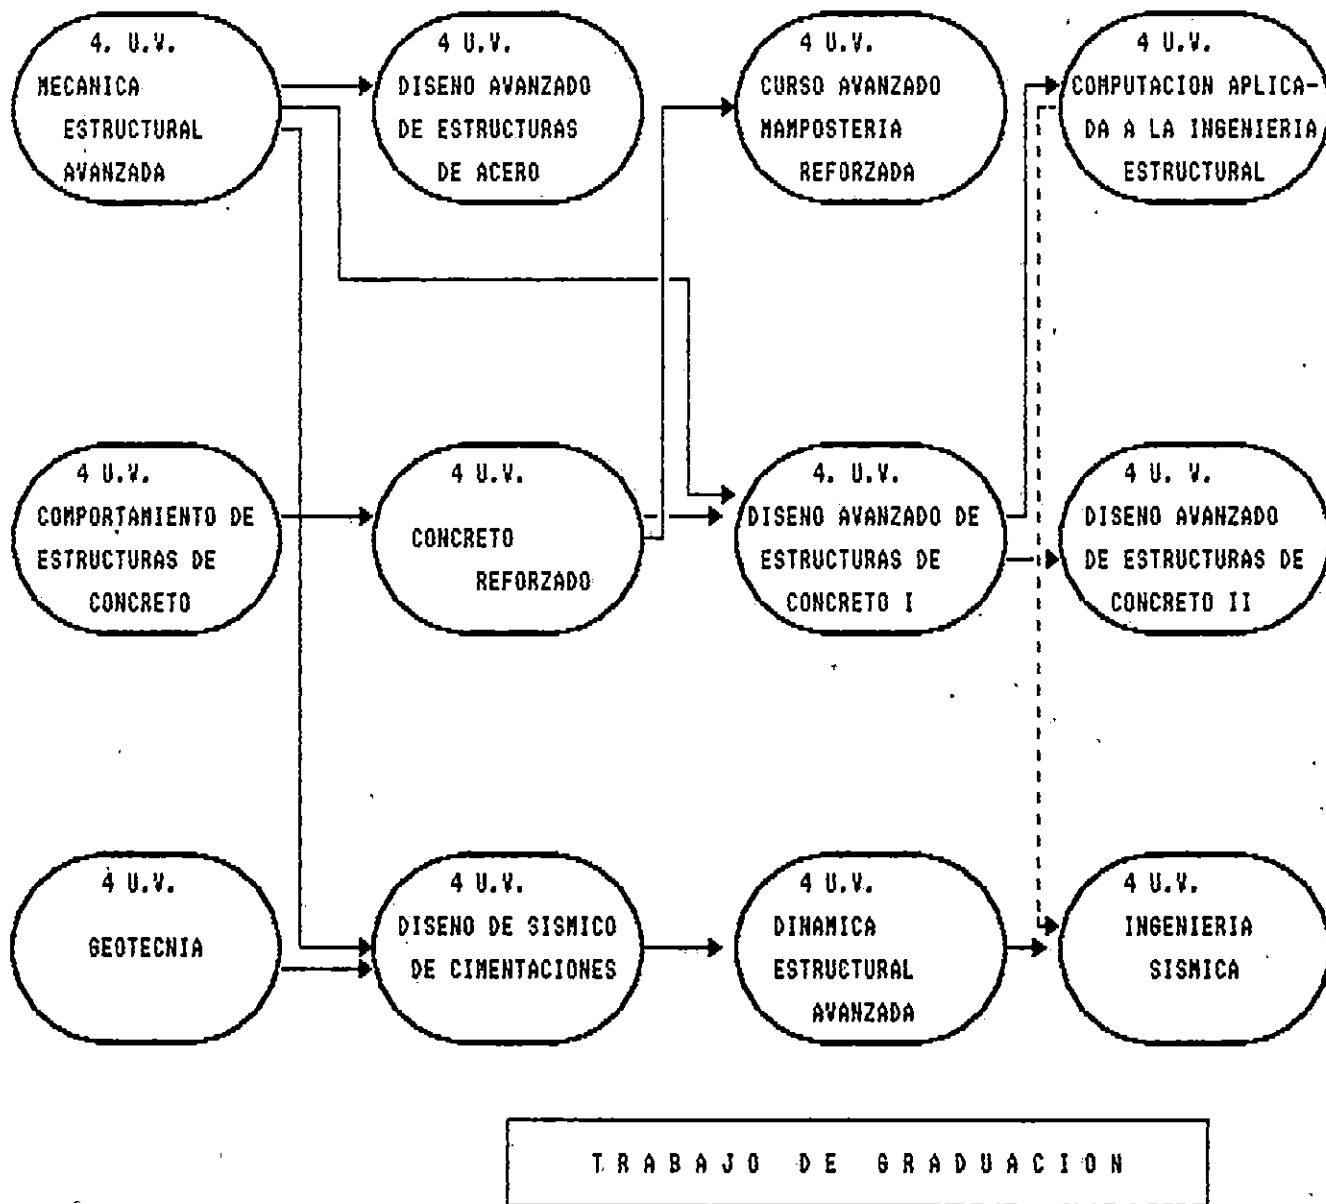 4. U.V.
MECANICA
ESTRUCTURAL
AVANZADA
4 U.V.
DISENO AVANZADO
DE ESTRUCTURAS
DE ACERO
4 U.V.
CURSO AVANZADO
MAMPOSTERIA
REFORZADA
4 U.V.
COMPUTACION APLICA-
DA A LA INGENIERIA
ESTRUCTURAL
4 U.V.
COMPORTAMIENTO DE
ESTRUCTURAS DE
CONCRETO
4 U.V.
CONCRETO
REFORZADO
4. U.V.
DISENO AVANZADO DE
ESTRUCTURAS DE
CONCRETO I
4 U. V.
DISENO AVANZADO
DE ESTRUCTURAS DE
CONCRETO II
4 U.V.
GEOTECNIA
4 U.V.
DISENO DE SISMICO
DE CIMENTACIONES
4 U.V.
DINAMICA
ESTRUCTURAL
AVANZADA
4 U.V.
INGENIERIA
SISMICA
TRABAJO DE GRADUACION